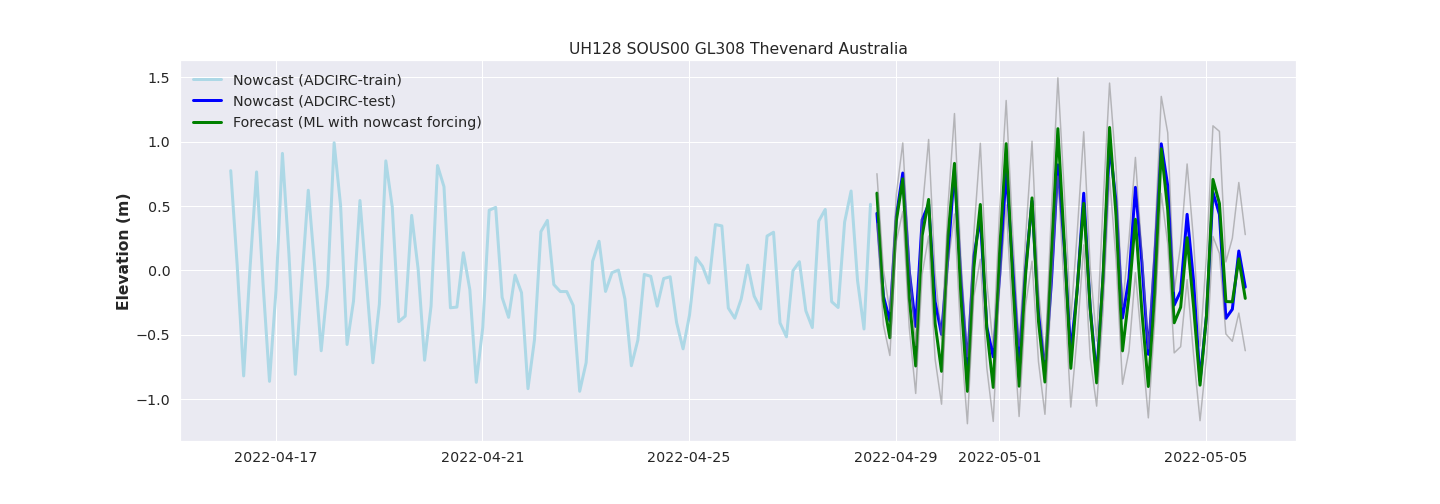 UH128 SOUS00 GL308 Thevenard Australia
Nowcast (ADCIRC-train)
Nowcast (ADCIRC-test)
Forecast (ML with nowcast forcing)
Elevation (m)
1.5
1.0
0.5
0.0
−0.5
−1.0
2022-04-17 2022-04-21 2022-04-25 2022-04-29 2022-05-01 2022-05-05